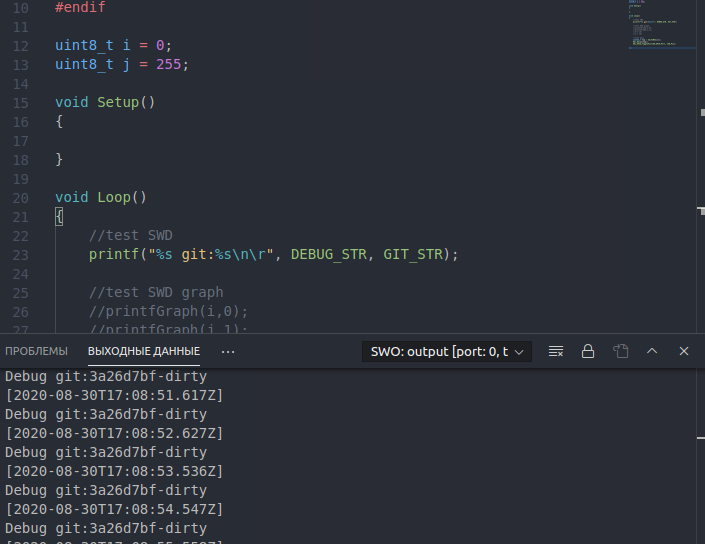 10 #endif
11
12 uint8_t i = 0;
13 uint8_t j = 255;
14
15 void Setup()
16 {
17
18 }
19
20 void Loop()
21 {
22 //test SWD
23 printf("%s git:%s\n\r", DEBUG_STR, GIT_STR);
24
25 //test SWD graph
26 //printfGraph(i,0);
27 //printfGraph(j,1);
ПРОБЛЕМЫ ВЫХОДНЫЕ ДАННЫЕ ··· SWO: output [port: 0, t
Debug git:3a26d7bf-dirty
[2020-08-30T17:08:51.617Z]
Debug git:3a26d7bf-dirty
[2020-08-30T17:08:52.627Z]
Debug git:3a26d7bf-dirty
[2020-08-30T17:08:53.536Z]
Debug git:3a26d7bf-dirty
[2020-08-30T17:08:54.547Z]
Debug git:3a26d7bf-dirty